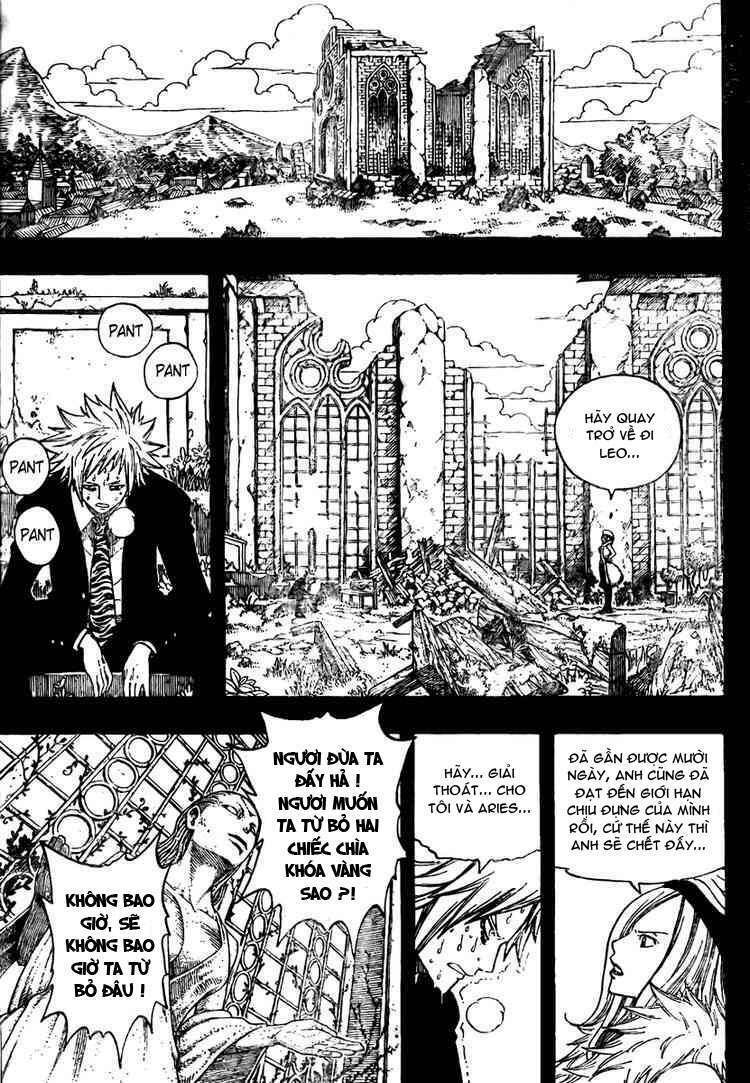 HÃY QUAY
TRỞ VỀ ĐI
LEO...
PANT
PANT
PANT
PANT
ĐÃ GẦN ĐƯỢC MƯỜI
NGÀY, ANH CŨNG ĐÃ
ĐẠT ĐẾN GIỚI HẠN
CHỊU ĐỰNG CỦA MÌNH
RỒI, CỨ THẾ NÀY THÌ
ANH SẼ CHẾT ĐẤY...
HÃY... GIẢI
THOÁT... CHO
TÔI VÀ ARIES...
NGƯƠI ĐÙA TA
ĐẤY HẢ !
NGƯƠI MUỐN
TA TỪ BỎ HAI
CHIẾC CHÌA
KHÓA VÀNG
SAO ?!
KHÔNG BAO
GIỜ, SẼ
KHÔNG BAO
GIỜ TA TỪ
BỎ ĐÂU !